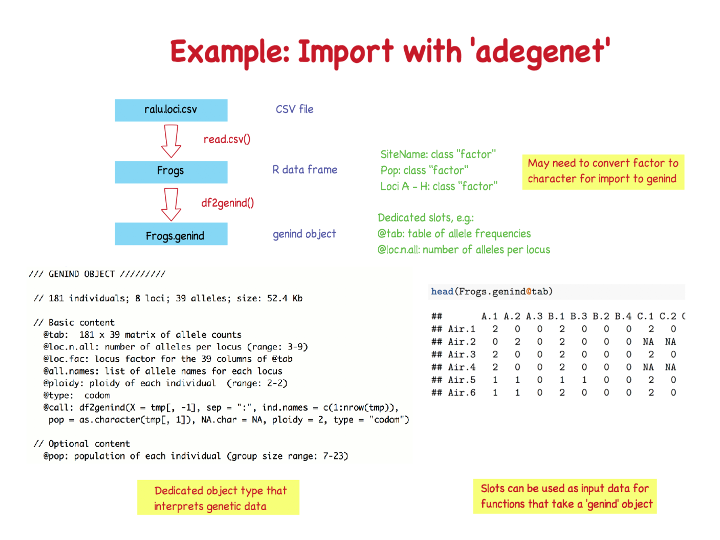 Example: Import with 'adegenet'
ralu.loci.csv
CSV file
read.csv()
Frogs
R data frame
SiteName: class "factor"
Pop: class "factor"
Loci A - H: class "factor"
May need to convert factor to
character for import to genind
df2genind()
Frogs.genind
genind object
Dedicated slots, e.g.:
@tab: table of allele frequencies
@loc.n.all: number of alleles per locus
/// GENIND OBJECT /////////
// 181 individuals; 8 loci; 39 alleles; size: 52.4 Kb
// Basic content
@tab: 181 x 39 matrix of allele counts
@loc.n.all: number of alleles per locus (range: 3-9)
@loc.fac: locus factor for the 39 columns of @tab
@all.names: list of allele names for each locus
@ploidy: ploidy of each individual (range: 2-2)
@type: codom
@call: df2genind(X = tmp[, -1], sep = ":", ind.names = c(1:nrow(tmp)),
pop = as.character(tmp[, 1]), NA.char = NA, ploidy = 2, type = "codom")
// Optional content
@pop: population of each individual (group size range: 7-23)
head(Frogs.genind@tab)
## A.1 A.2 A.3 B.1 B.3 B.2 B.4 C.1 C.2
## Air.1 2 0 0 2 0 0 0 2 0
## Air.2 0 2 0 2 0 0 0 NA NA
## Air.3 2 0 0 2 0 0 0 2 0
## Air.4 2 0 0 2 0 0 0 NA NA
## Air.5 1 1 0 1 1 0 0 2 0
## Air.6 1 1 0 2 0 0 0 2 0
Dedicated object type that
interprets genetic data
Slots can be used as input data for
functions that take a 'genind' object